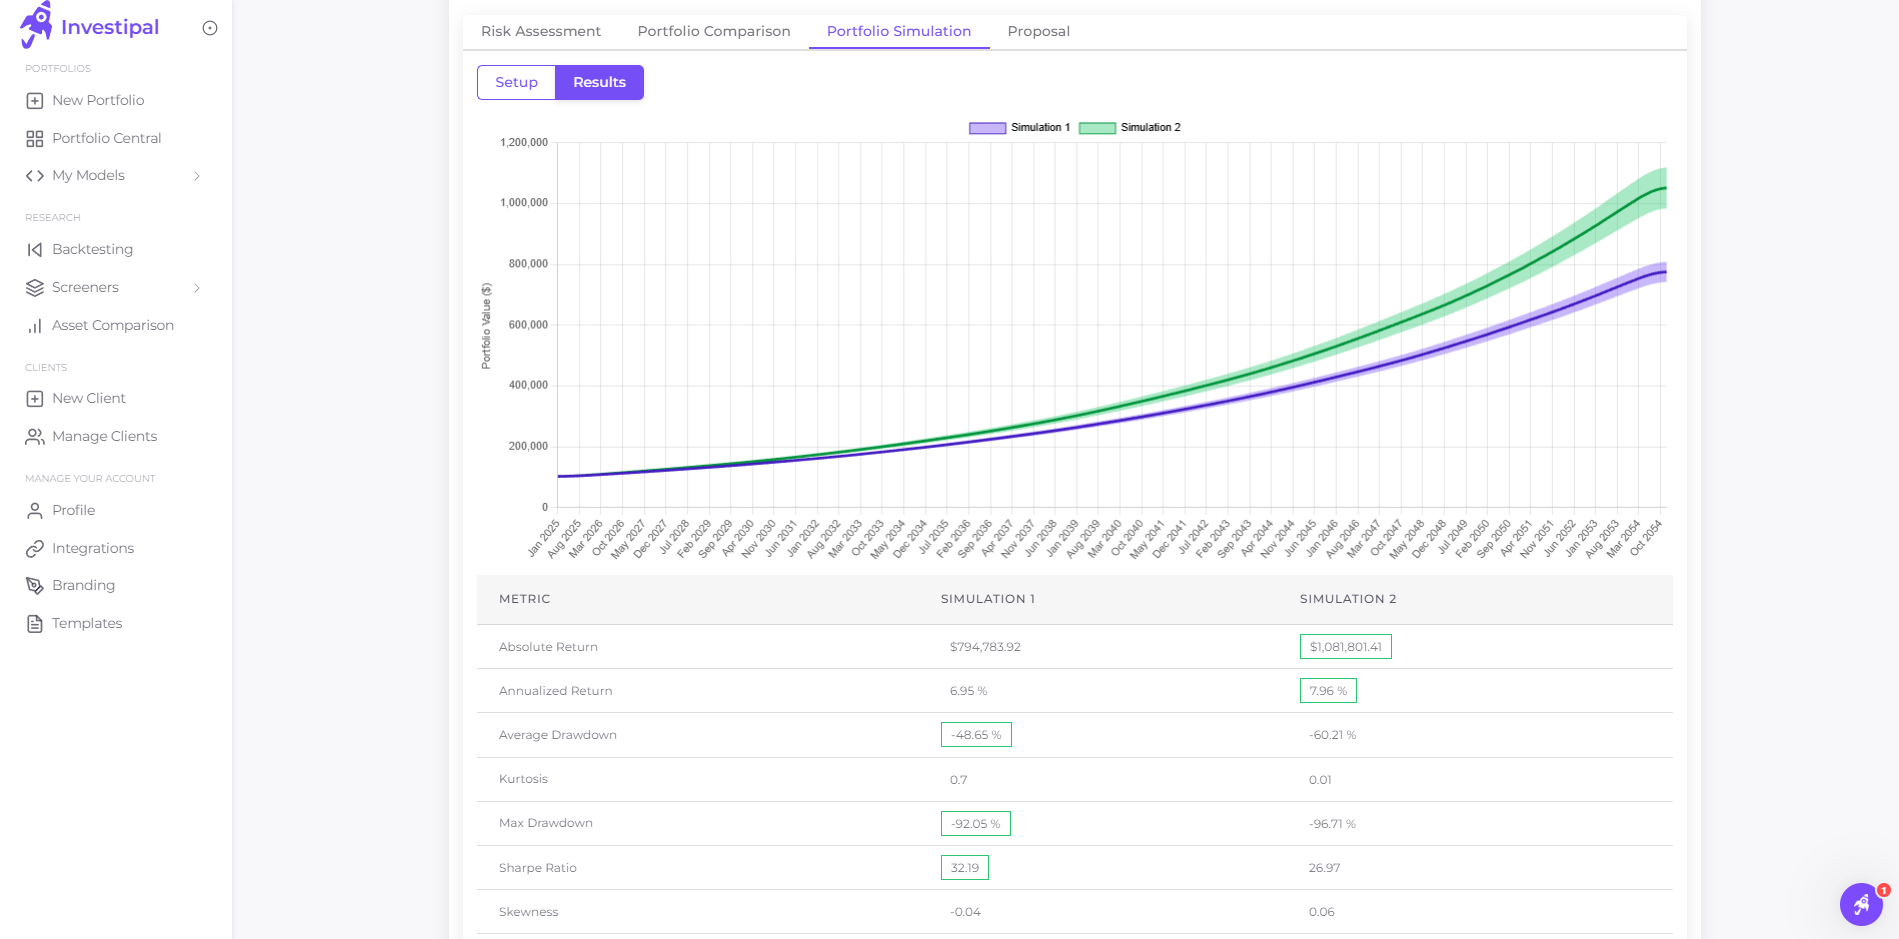 Investipal
PORTFOLIOS
New Portfolio
Portfolio Central
My Models
RESEARCH
Backtesting
Screeners
Asset Comparison
CLIENTS
New Client
Manage Clients
MANAGE YOUR ACCOUNT
Profile
Integrations
Branding
Templates
Risk Assessment Portfolio Comparison Portfolio Simulation Proposal
Setup Results
Simulation 1 Simulation 2
Portfolio Value ($)
1,200,000
1,000,000
800,000
600,000
400,000
200,000
0
Jan 2025
Aug 2025
Mar 2026
Oct 2026
May 2027
Dec 2027
Jul 2028
Feb 2029
Sep 2029
Apr 2030
Nov 2030
Jun 2031
Jan 2032
Aug 2032
Mar 2033
Oct 2033
May 2034
Dec 2034
Jul 2035
Feb 2036
Sep 2036
Apr 2037
Nov 2037
Jun 2038
Jan 2039
Aug 2039
Mar 2040
Oct 2040
May 2041
Dec 2041
Jul 2042
Feb 2043
Sep 2043
Apr 2044
Nov 2044
Jun 2045
Jan 2046
Aug 2046
Mar 2047
Oct 2047
May 2048
Dec 2048
Jul 2049
Feb 2050
Sep 2050
Apr 2051
Nov 2051
Jun 2052
Jan 2053
Aug 2053
Mar 2054
Oct 2054
METRIC SIMULATION 1 SIMULATION 2
Absolute Return $794,783.92 $1,081,801.41
Annualized Return 6.95 % 7.96 %
Average Drawdown -48.65 % -60.21 %
Kurtosis 0.7 0.01
Max Drawdown -92.05 % -96.71 %
Sharpe Ratio 32.19 26.97
Skewness -0.04 0.06
1